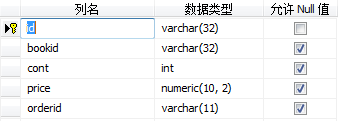 列名 数据类型 允许 Null 值
id varchar(32)
bookid varchar(32)
cont int
price numeric(10, 2)
orderid varchar(11)